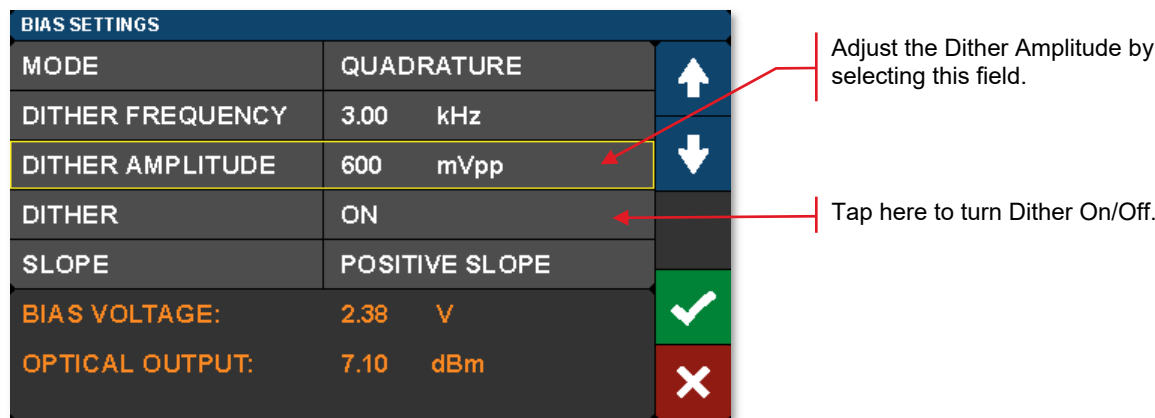 BIAS SETTINGS
MODE QUADRATURE
DITHER FREQUENCY 3.00 kHz
DITHER AMPLITUDE 600 mVpp
DITHER ON
SLOPE POSITIVE SLOPE
BIAS VOLTAGE: 2.38 V
OPTICAL OUTPUT: 7.10 dBm
Adjust the Dither Amplitude by
selecting this field.
Tap here to turn Dither On/Off.